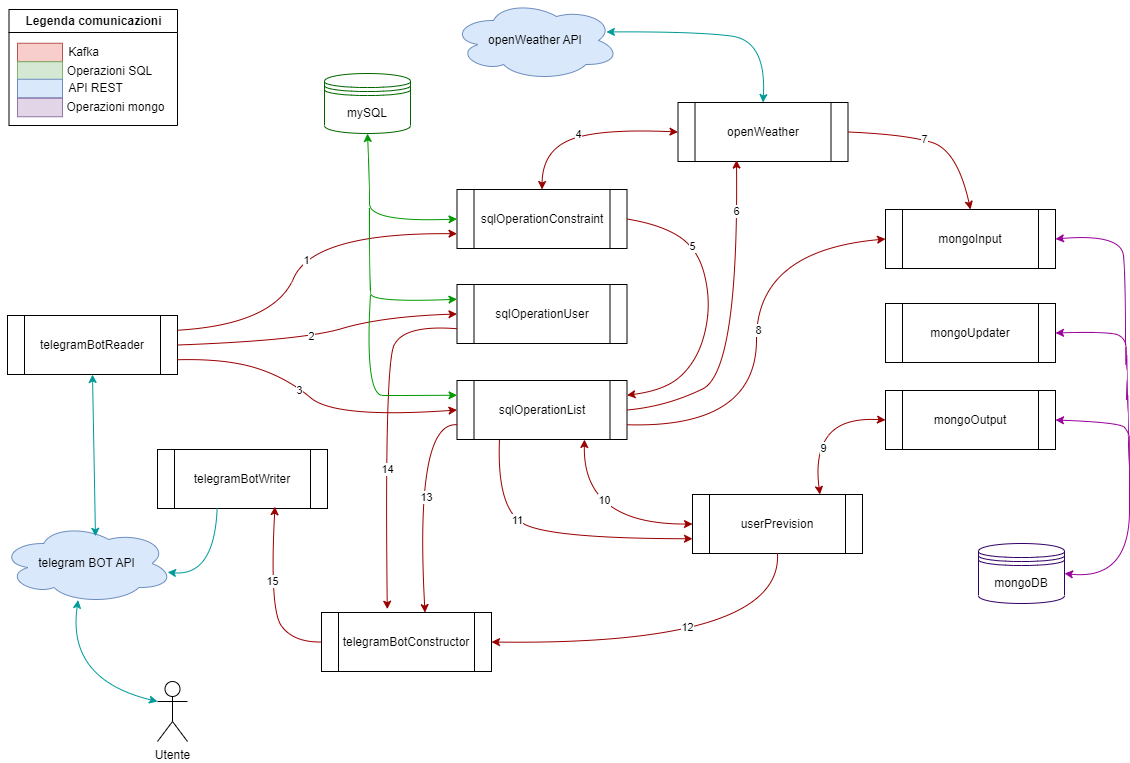 Legenda comunicazioni
Kafka
Operazioni SQL
API REST
Operazioni mongo
openWeather API
mySQL
openWeather
4
7
sqlOperationConstraint
6
mongoInput
5
1
sqlOperationUser
2
8
mongoUpdater
telegramBotReader
3
sqlOperationList
mongoOutput
9
14
telegramBotWriter
13
10
11
userPrevision
telegram BOT API
15
mongoDB
12
telegramBotConstructor
Utente